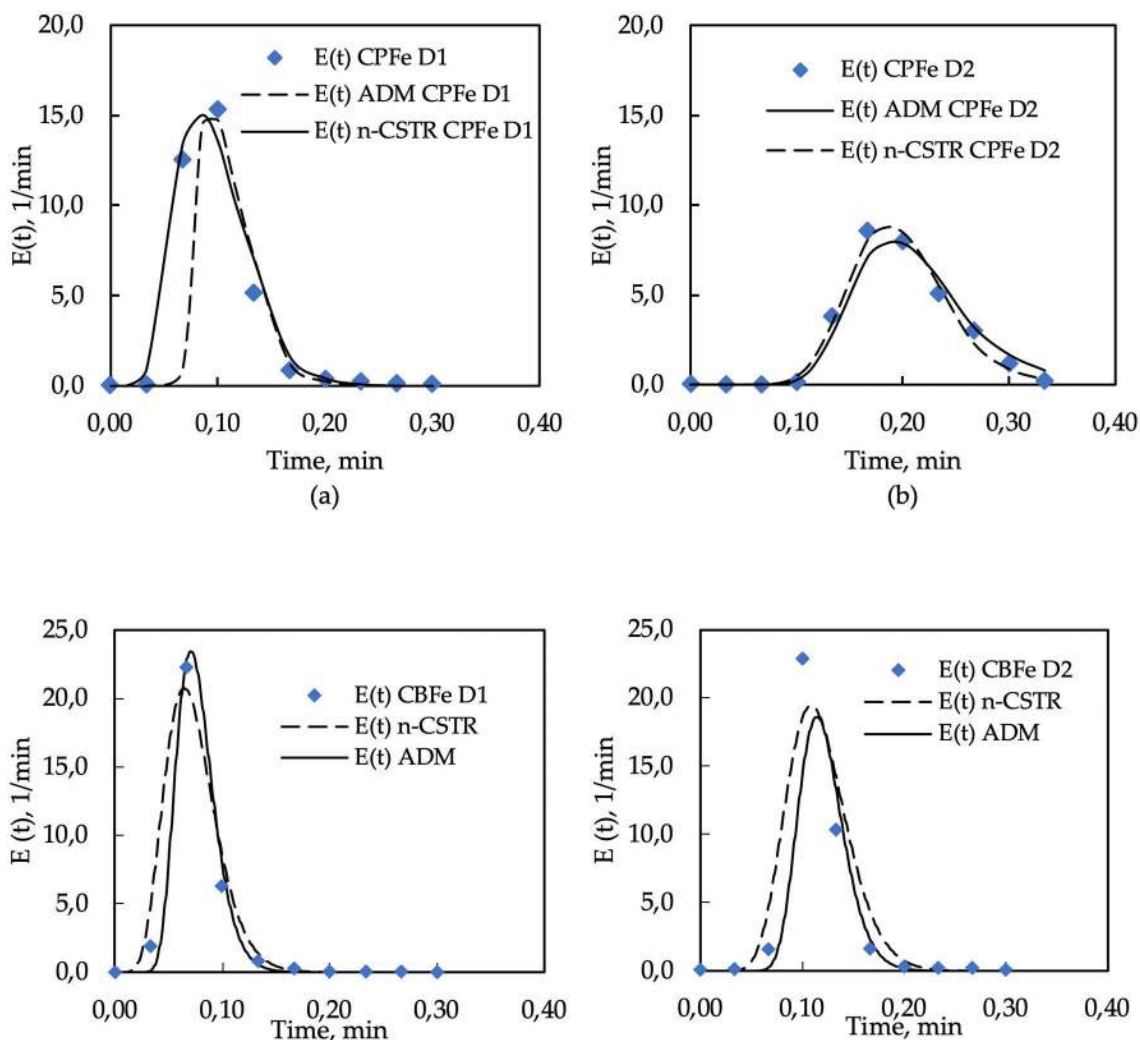 20,0
15,0
10,0
5,0
0,0
E(t), 1/min
E(t) CPFe D1
E(t) ADM CPFe D1
E(t) n-CSTR CPFe D1
0,00 0,10 0,20 0,30 0,40
Time, min
(a)
20,0
15,0
10,0
5,0
0,0
E(t), 1/min
E(t) CPFe D2
E(t) ADM CPFe D2
E(t) n-CSTR CPFe D2
0,00 0,10 0,20 0,30 0,40
Time, min
(b)
25,0
20,0
15,0
10,0
5,0
0,0
E (t), 1/min
E(t) CBFe D1
E(t) n-CSTR
E(t) ADM
0,00 0,10 0,20 0,30 0,40
Time, min
25,0
20,0
15,0
10,0
5,0
0,0
E (t), 1/min
E(t) CBFe D2
E(t) n-CSTR
E(t) ADM
0,00 0,10 0,20 0,30 0,40
Time, min